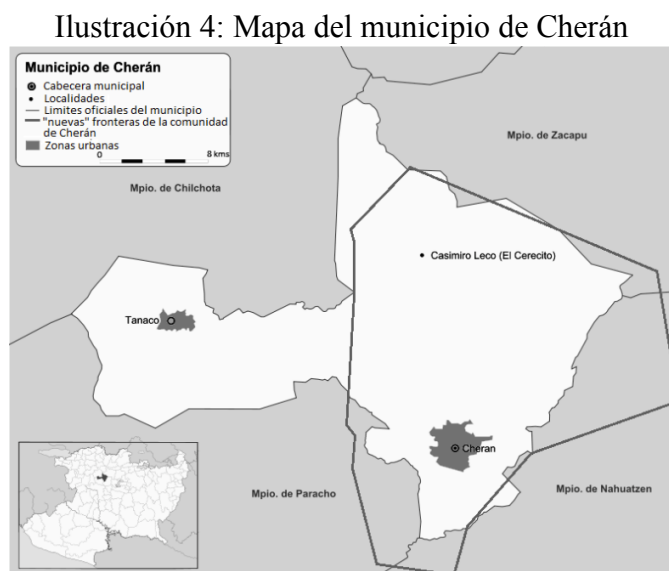 Ilustración 4: Mapa del municipio de Cherán
Municipio de Cherán
Cabecera municipal
Localidades
Limites oficiales del municipio
"nuevas" fronteras de la comunidad
de Cherán
Zonas urbanas
0 8 kms
Mpio. de Zacapu
Mpio. de Chilchota
Casimiro Leco (El Cerecito)
Tanaco
Cheran
Mpio. de Paracho
Mpio. de Nahuatzen